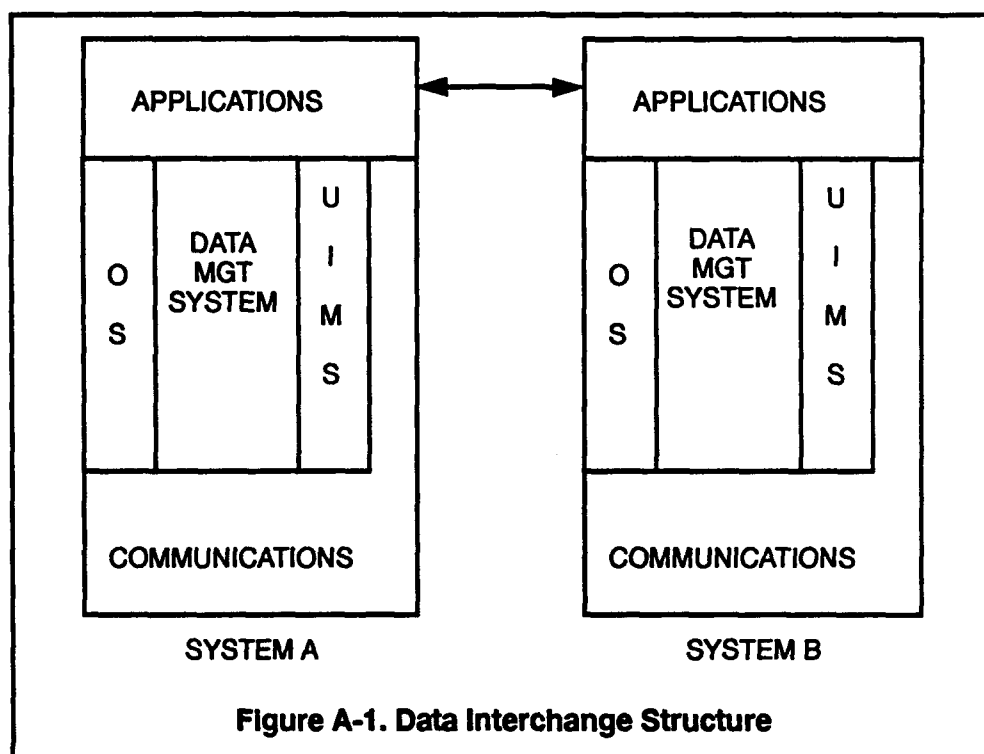 APPLICATIONS
O
S
DATA
MGT
SYSTEM
U
I
M
S
COMMUNICATIONS
SYSTEM A
APPLICATIONS
O
S
DATA
MGT
SYSTEM
U
I
M
S
COMMUNICATIONS
SYSTEM B
Figure A-1. Data Interchange Structure